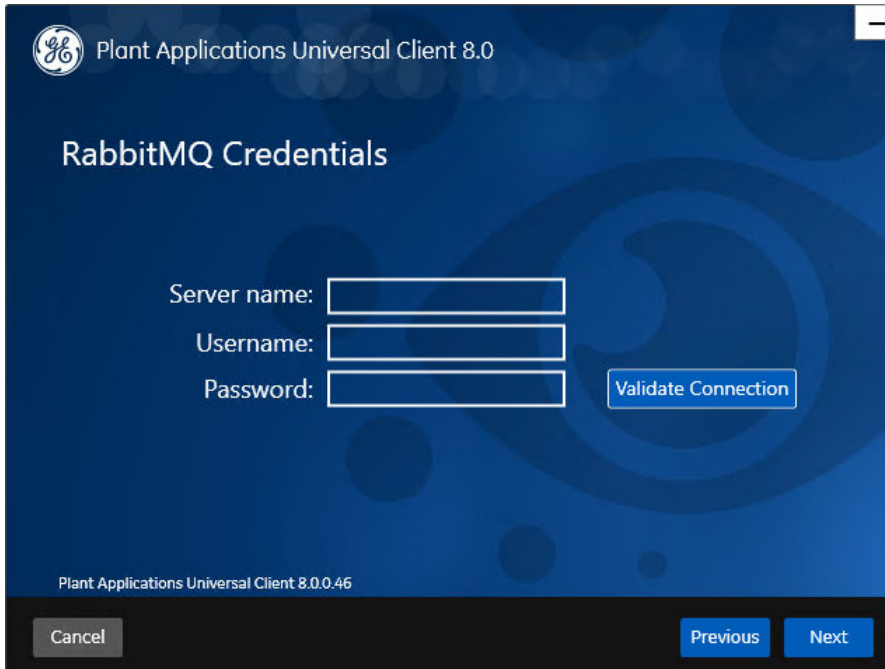 GE Plant Applications Universal Client 8.0
RabbitMQ Credentials
Server name:
Username:
Password:
Validate Connection
Plant Applications Universal Client 8.0.0.46
Cancel
Previous
Next